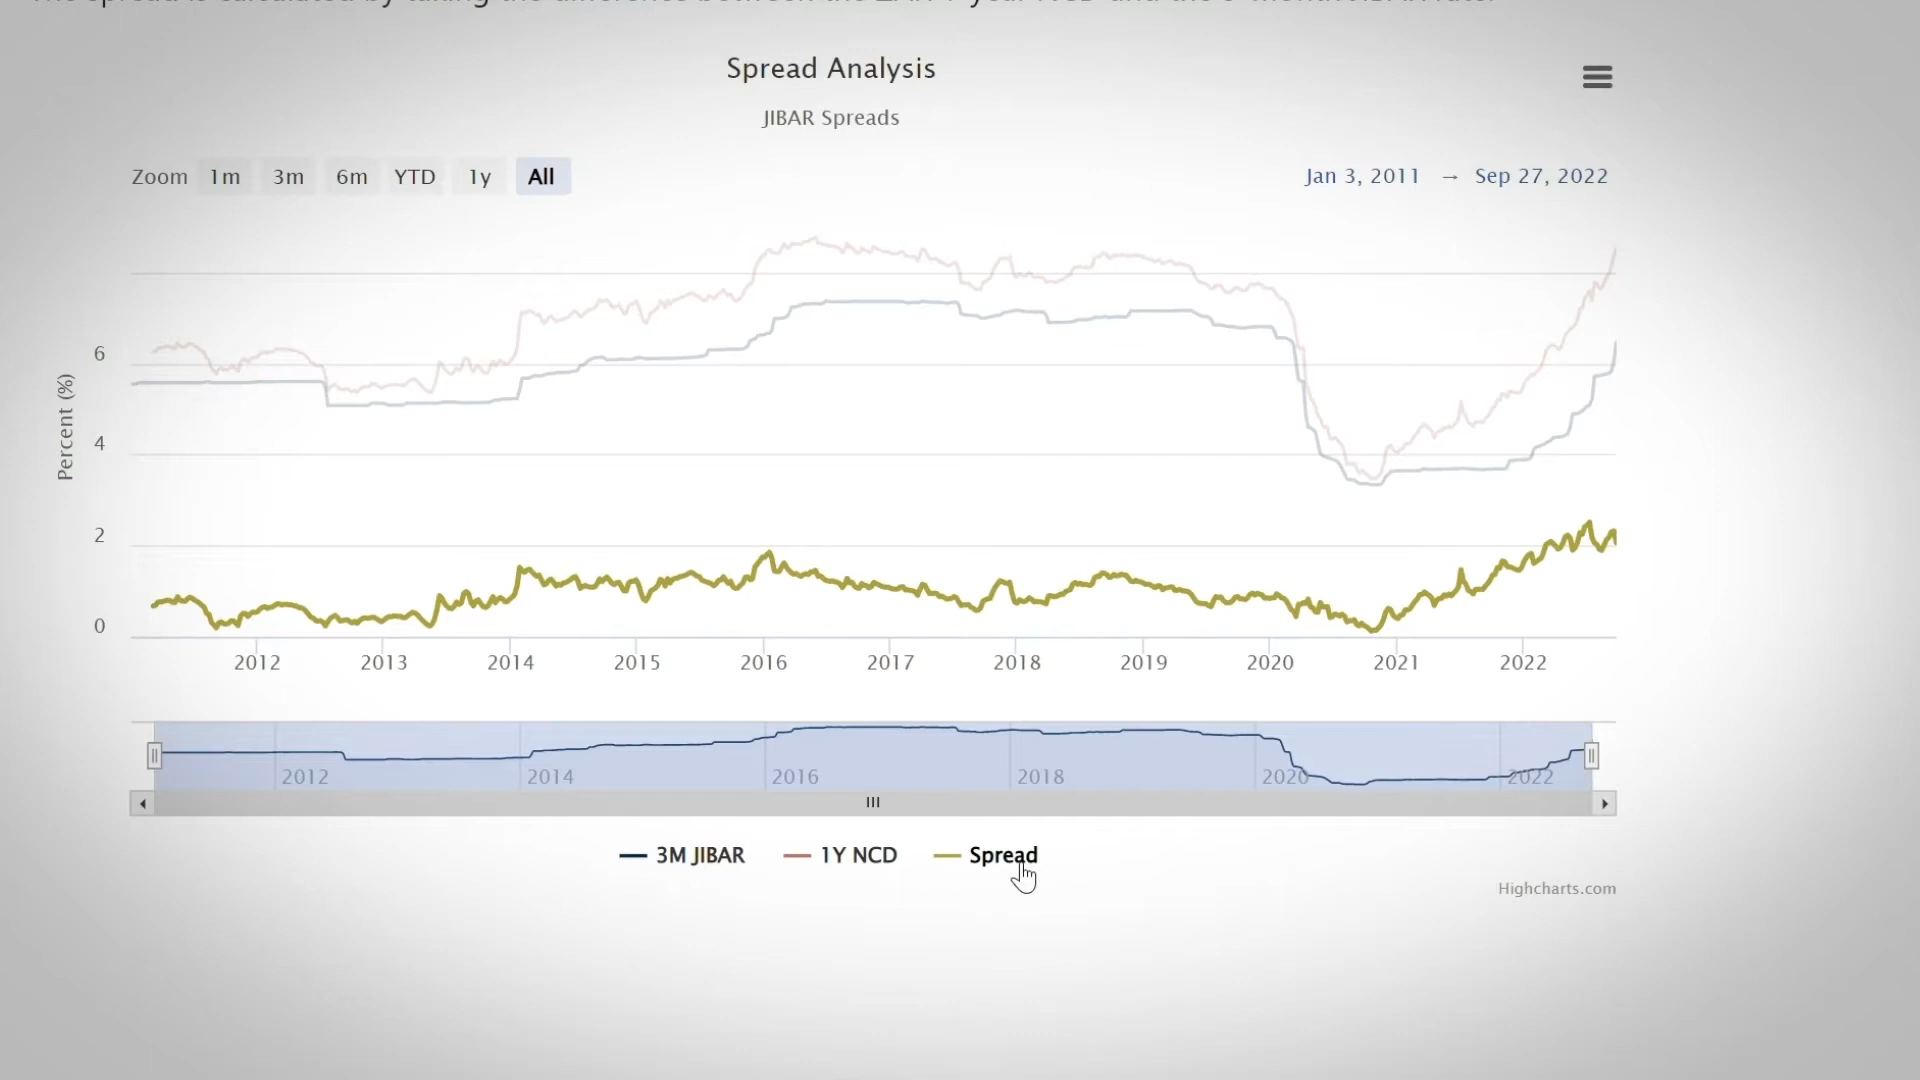 Spread Analysis
JIBAR Spreads
Zoom 1m 3m 6m YTD 1y All
Jan 3, 2011 → Sep 27, 2022
Percent (%)
6
4
2
0
2012 2013 2014 2015 2016 2017 2018 2019 2020 2021 2022
2012 2014 2016 2018 2020 2022
3M JIBAR 1Y NCD Spread
Highcharts.com